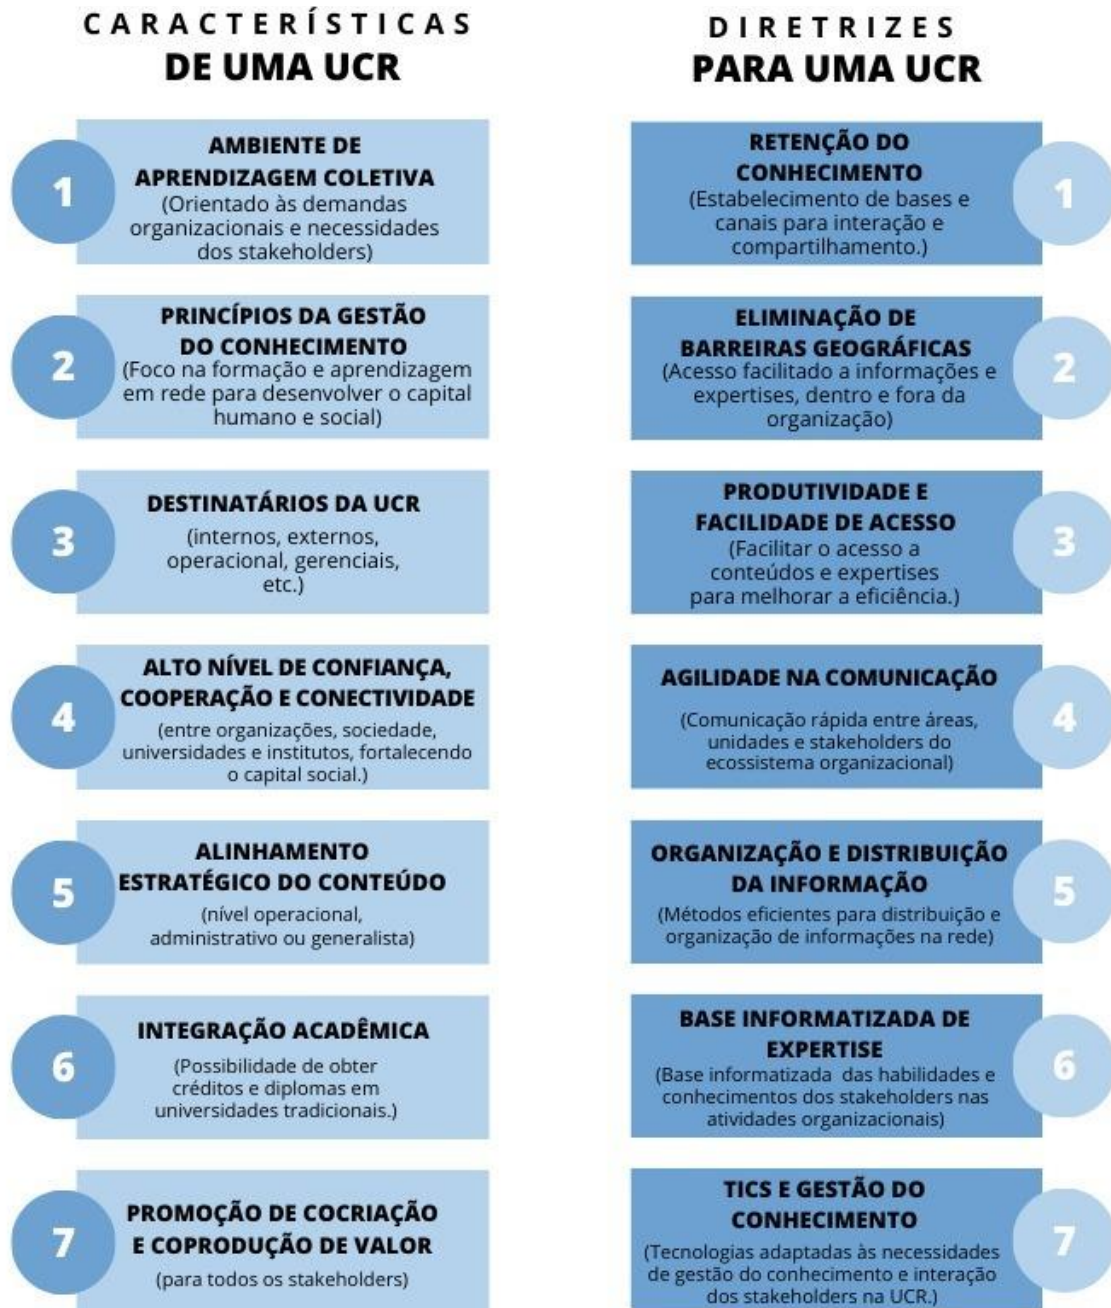 CARACTERÍSTICAS
DE UMA UCR
1
AMBIENTE DE
APRENDIZAGEM COLETIVA
(Orientado às demandas
organizacionais e necessidades
dos stakeholders)
2
PRINCÍPIOS DA GESTÃO
DO CONHECIMENTO
(Foco na formação e aprendizagem
em rede para desenvolver o capital
humano e social)
3
DESTINATÁRIOS DA UCR
(internos, externos,
operacional, gerenciais,
etc.)
4
ALTO NÍVEL DE CONFIANÇA,
COOPERAÇÃO E CONECTIVIDADE
(entre organizações, sociedade,
universidades e institutos, fortalecendo
o capital social.)
5
ALINHAMENTO
ESTRATÉGICO DO CONTEÚDO
(nível operacional,
administrativo ou generalista)
6
INTEGRAÇÃO ACADÊMICA
(Possibilidade de obter
créditos e diplomas em
universidades tradicionais.)
7
PROMOÇÃO DE COCRIAÇÃO
E COPRODUÇÃO DE VALOR
(para todos os stakeholders)
DIRETRIZES
PARA UMA UCR
RETENÇÃO DO
CONHECIMENTO
(Estabelecimento de bases e
canais para interação e
compartilhamento.)
1
ELIMINAÇÃO DE
BARREIRAS GEOGRÁFICAS
(Acesso facilitado a informações e
expertises, dentro e fora da
organização)
2
PRODUTIVIDADE E
FACILIDADE DE ACESSO
(Facilitar o acesso a
conteúdos e expertises
para melhorar a eficiência.)
3
AGILIDADE NA COMUNICAÇÃO
(Comunicação rápida entre áreas,
unidades e stakeholders do
ecossistema organizacional)
4
ORGANIZAÇÃO E DISTRIBUIÇÃO
DA INFORMAÇÃO
(Métodos eficientes para distribuição e
organização de informações na rede)
5
BASE INFORMATIZADA DE
EXPERTISE
(Base informatizada das habilidades e
conhecimentos dos stakeholders nas
atividades organizacionais)
6
TICS E GESTÃO DO
CONHECIMENTO
(Tecnologias adaptadas às necessidades
de gestão do conhecimento e interação
dos stakeholders na UCR.)
7